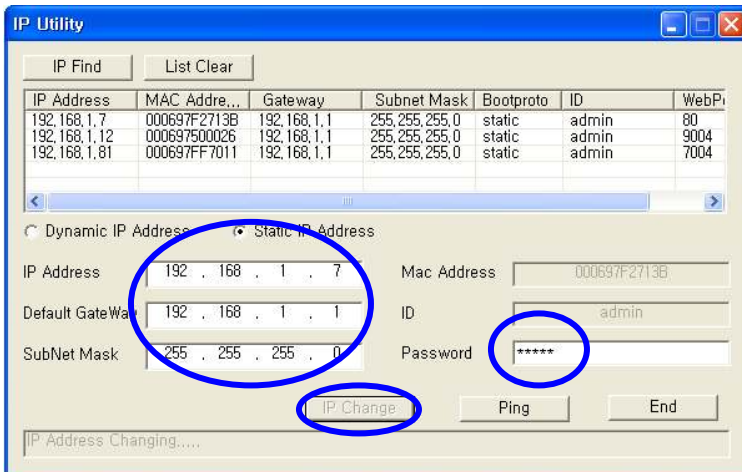 IP Utility
IP Find List Clear
IP Address MAC Addre... Gateway Subnet Mask Bootproto ID WebP
192,168,1,7 000697F2713B 192,168,1,1 255,255,255,0 static admin 80
192,168,1,12 000697500026 192,168,1,1 255,255,255,0 static admin 9004
192,168,1,81 000697FF7011 192,168,1,1 255,255,255,0 static admin 7004
Dynamic IP Address Static IP Address
IP Address 192 . 168 . 1 . 7 Mac Address 000697F2713B
Default GateWay 192 . 168 . 1 . 1 ID admin
SubNet Mask 255 . 255 . 255 . 0 Password *****
IP Change Ping End
IP Address Changing.....